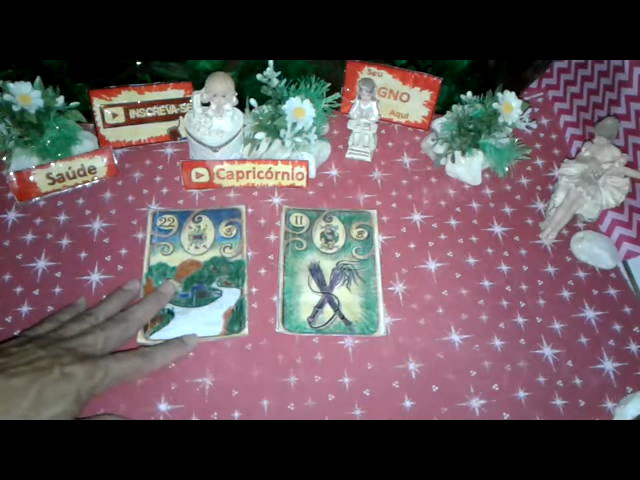 INSCREVA-SE
Seu
GNO
Aqui
Saúde
Capricórnio
22
11